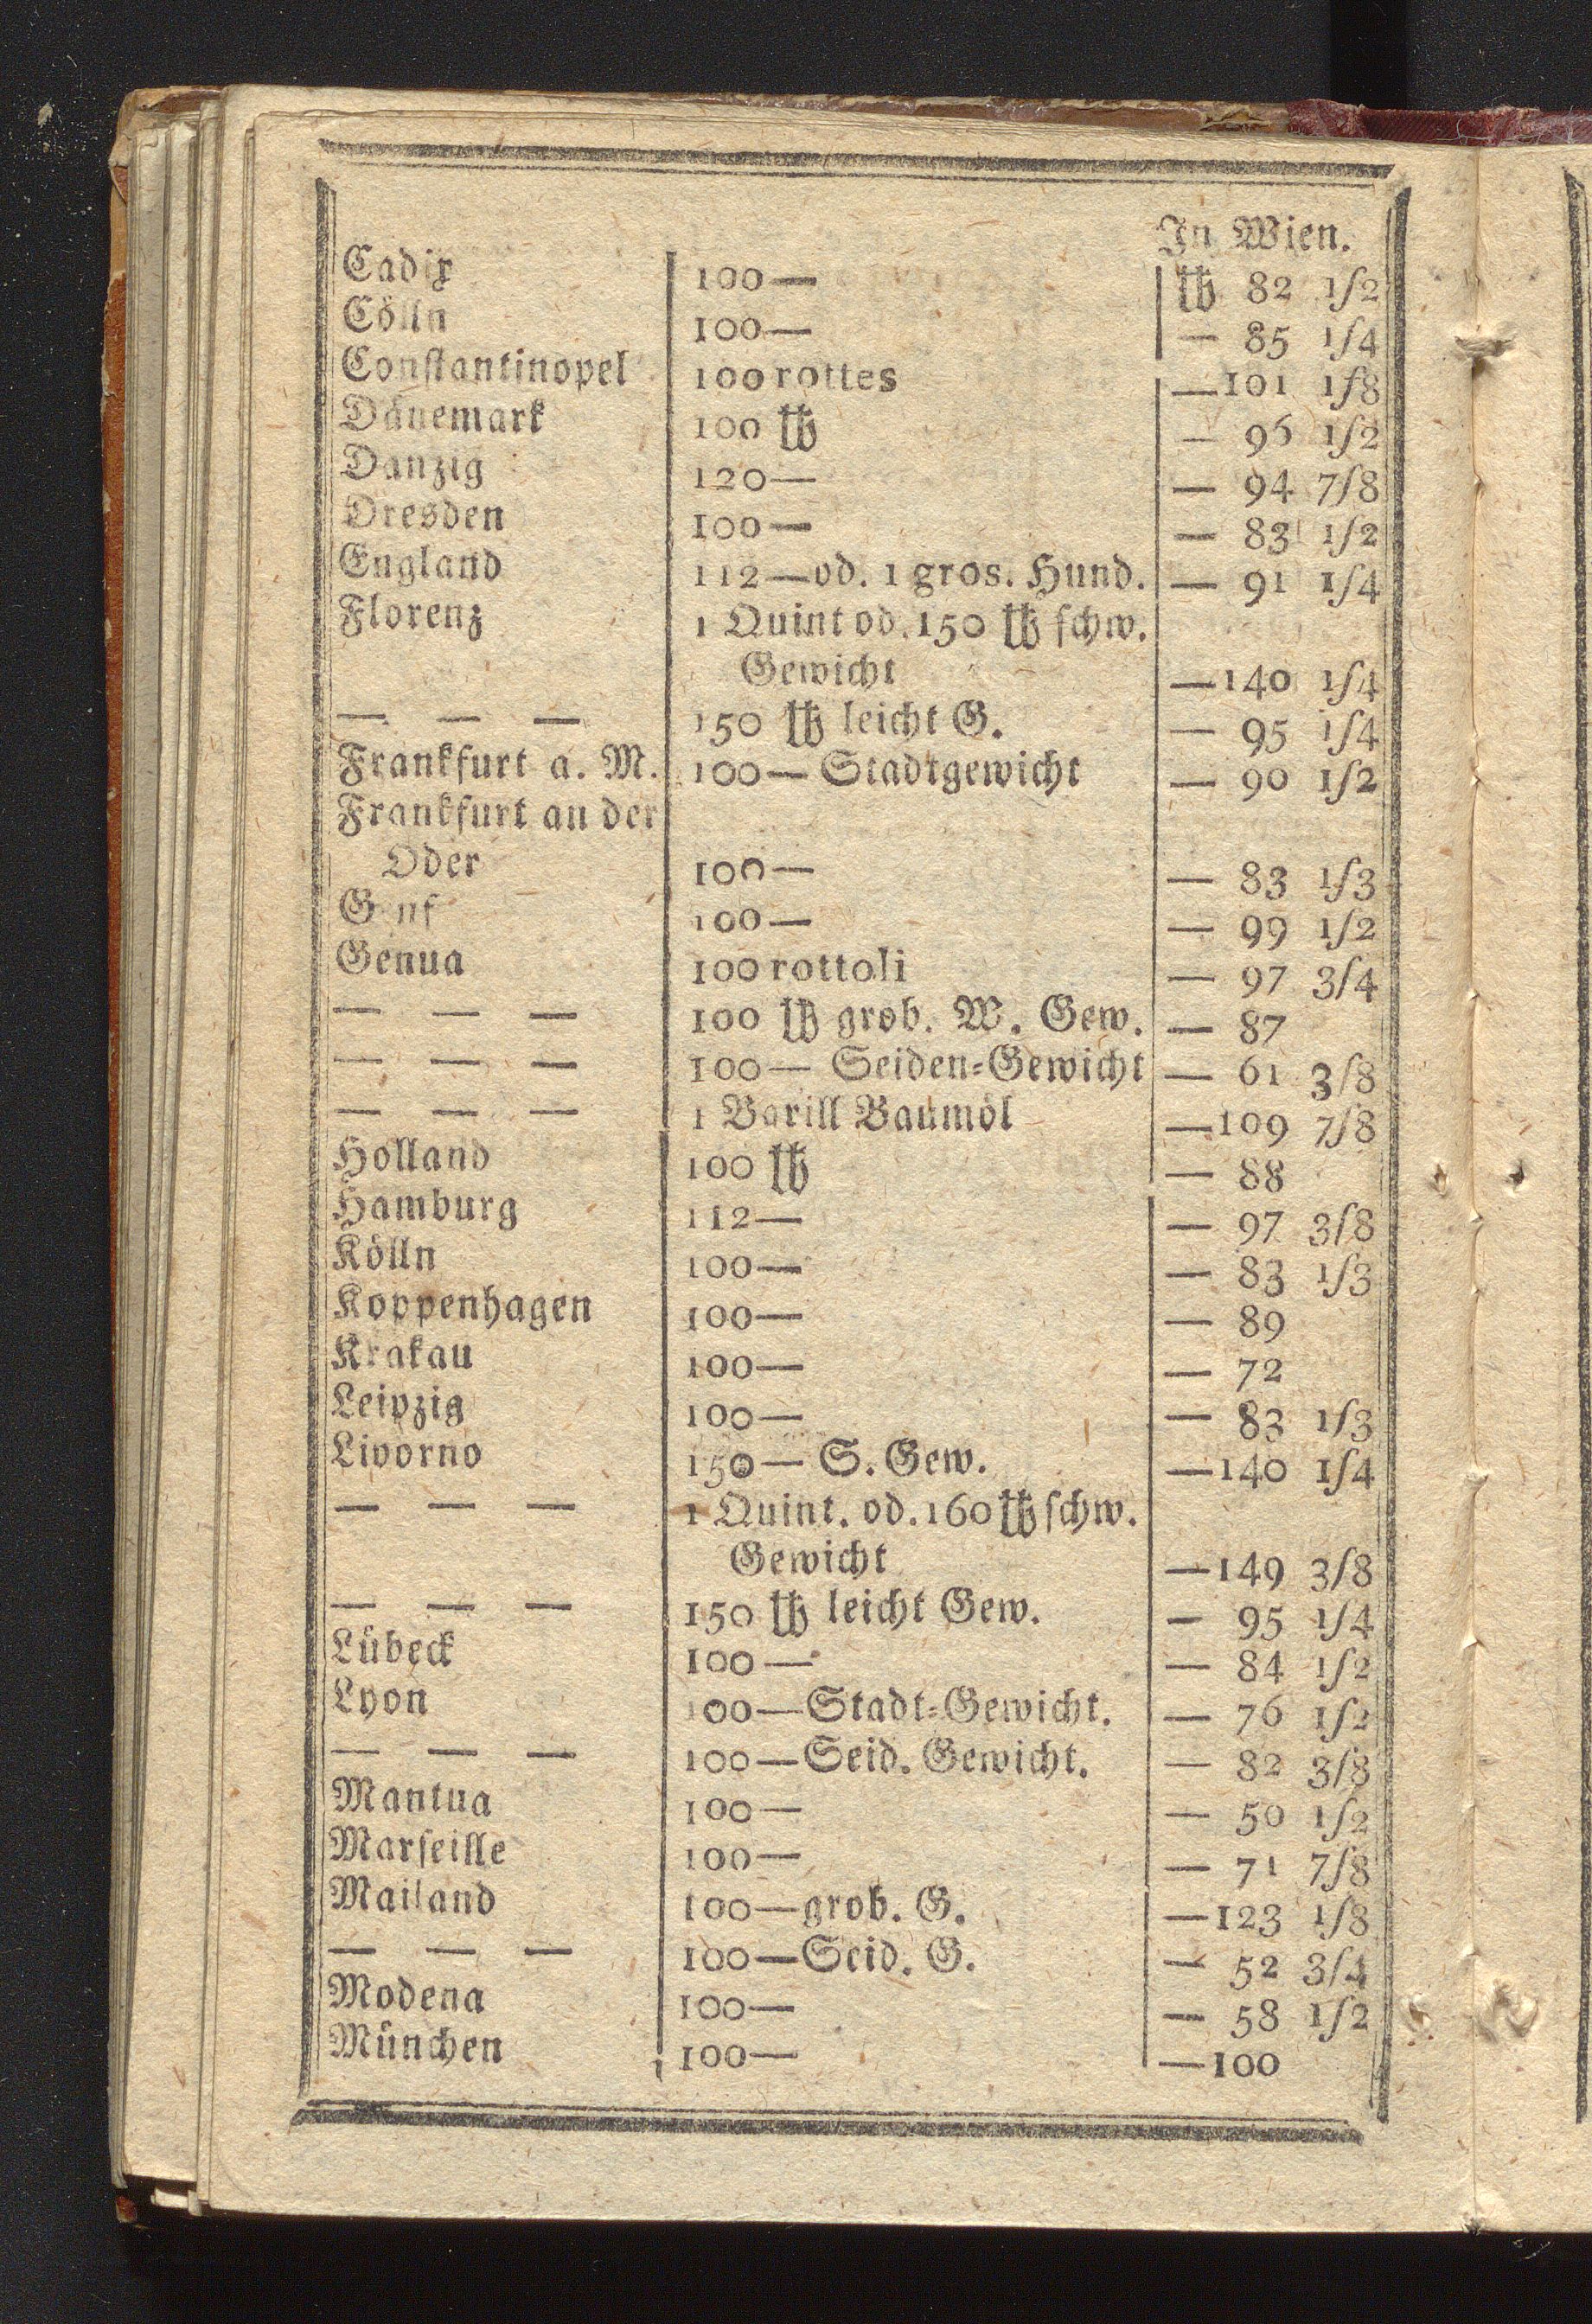 In Wien.
Cadix 100— ℔ 82 1/2
Cölln 100— — 85 1/4
Constantinopel 100 rottes —101 1/8
Dänemark 100 ℔ — 96 1/2
Danzig 120— — 94 7/8
Dresden 100— — 83 1/2
England 112—od. 1 gros. Hund. — 91 1/4
Florenz 1 Quint od. 150 ℔ schw.
Gewicht —140 1/4
— — — 150 ℔ leicht G. — 95 1/4
Frankfurt a. M. 100— Stadtgewicht — 90 1/2
Frankfurt an der
Oder 100— — 83 1/3
G nf 100— — 99 1/2
Genua 100 rottoli — 97 3/4
— — — 100 ℔ grob. W. Gew. — 87
— — — 100— Seiden-Gewicht — 61 3/8
— — — 1 Barill Baumöl —109 7/8
Holland 100 ℔ — 88
Hamburg 112— — 97 3/8
Kölln 100— — 83 1/3
Koppenhagen 100— — 89
Krakau 100— — 72
Leipzig 100— — 83 1/3
Livorno 150— S. Gew. —140 1/4
— — — 1 Quint. od. 160 ℔ schw.
Gewicht —149 3/8
— — — 150 ℔ leicht Gew. — 95 1/4
Lübeck 100— — 84 1/2
Lyon 100—Stadt-Gewicht. — 76 1/2
— — — 100—Seid. Gewicht. — 82 3/8
Mantua 100— — 50 1/2
Marseille 100— — 71 7/8
Mailand 100—grob. G. —123 1/8
— — — 100—Seid. G. — 52 3/4
Modena 100— — 58 1/2
München 100— —100